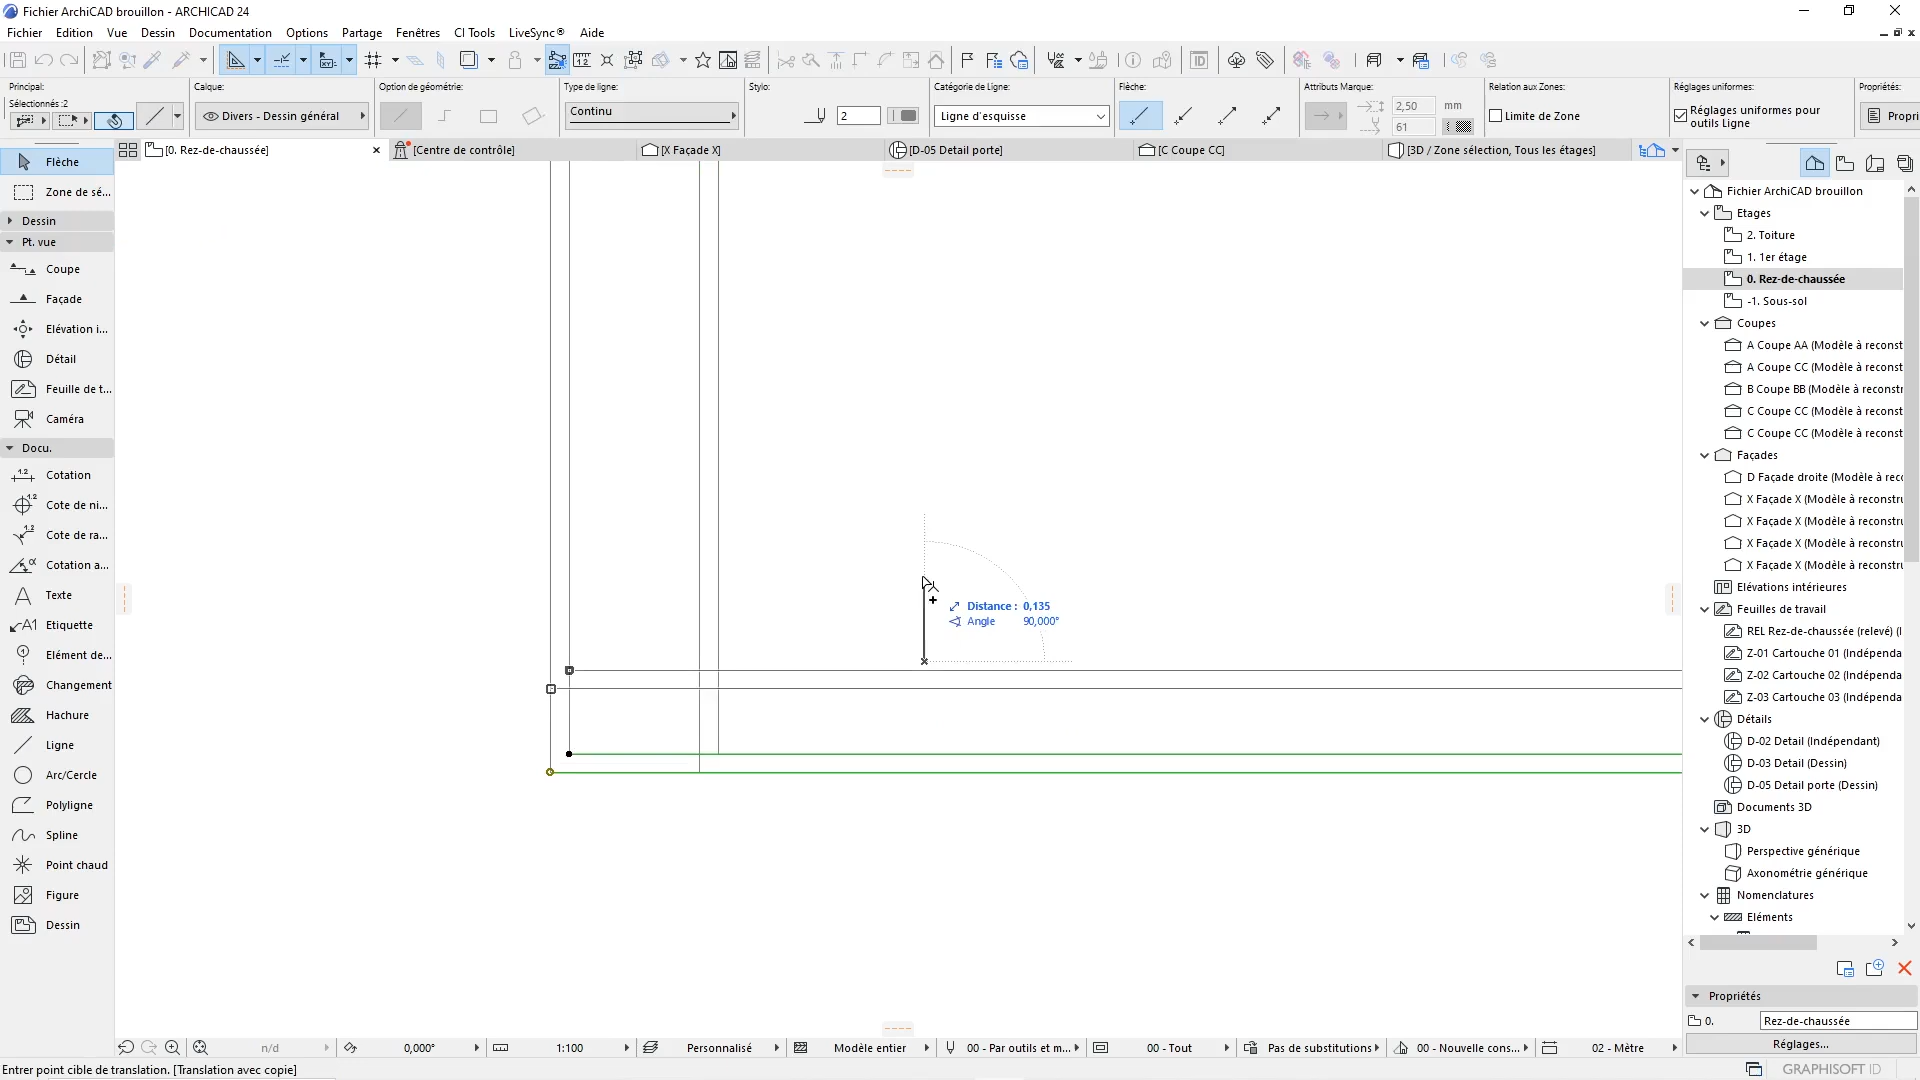 Fichier ArchiCAD brouillon - ARCHICAD 24
Fichier Edition Vue Dessin Documentation Options Partage Fenêtres CI Tools LiveSync® Aide
Principal:
Sélectionnés :2
Calque:
Divers - Dessin général
Option de géométrie:
Type de ligne:
Continu
Stylo:
2
Catégorie de Ligne:
Ligne d'esquisse
Flèche:
Attributs Marque:
2,50 mm
61
Relation aux Zones:
Limite de Zone
Réglages uniformes:
Réglages uniformes pour
outils Ligne
Propriétés:
Propri
[0. Rez-de-chaussée]
[Centre de contrôle]
[X Façade X]
[D-05 Detail porte]
[C Coupe CC]
[3D / Zone sélection, Tous les étages]
Flèche
Zone de sé...
Dessin
Pt. vue
Coupe
Façade
Elévation i...
Détail
Feuille de t...
Caméra
Docu.
Cotation
Cote de ni...
Cote de ra...
Cotation a...
Texte
Etiquette
Elément de...
Changement
Hachure
Ligne
Arc/Cercle
Polyligne
Spline
Point chaud
Figure
Dessin
Distance : 0,135
Angle 90,000°
Fichier ArchiCAD brouillon
Etages
2. Toiture
1. 1er étage
0. Rez-de-chaussée
-1. Sous-sol
Coupes
A Coupe AA (Modèle à reconst
A Coupe CC (Modèle à reconst
B Coupe BB (Modèle à reconstr
C Coupe CC (Modèle à reconst
C Coupe CC (Modèle à reconst
Façades
D Façade droite (Modèle à reco
X Façade X (Modèle à reconstru
X Façade X (Modèle à reconstru
X Façade X (Modèle à reconstru
X Façade X (Modèle à reconstru
Elévations intérieures
Feuilles de travail
REL Rez-de-chaussée (relevé) (I
Z-01 Cartouche 01 (Indépenda
Z-02 Cartouche 02 (Indépenda
Z-03 Cartouche 03 (Indépenda
Détails
D-02 Detail (Indépendant)
D-03 Detail (Dessin)
D-05 Detail porte (Dessin)
Documents 3D
3D
Perspective générique
Axonométrie générique
Nomenclatures
Eléments
Propriétés
0. Rez-de-chaussée
Réglages...
n/d 0,000° 1:100 Personnalisé Modèle entier 00 - Par outils et m... 00 - Tout Pas de substitutions 00 - Nouvelle cons... 02 - Mètre
Entrer point cible de translation. [Translation avec copie]
GRAPHISOFT ID